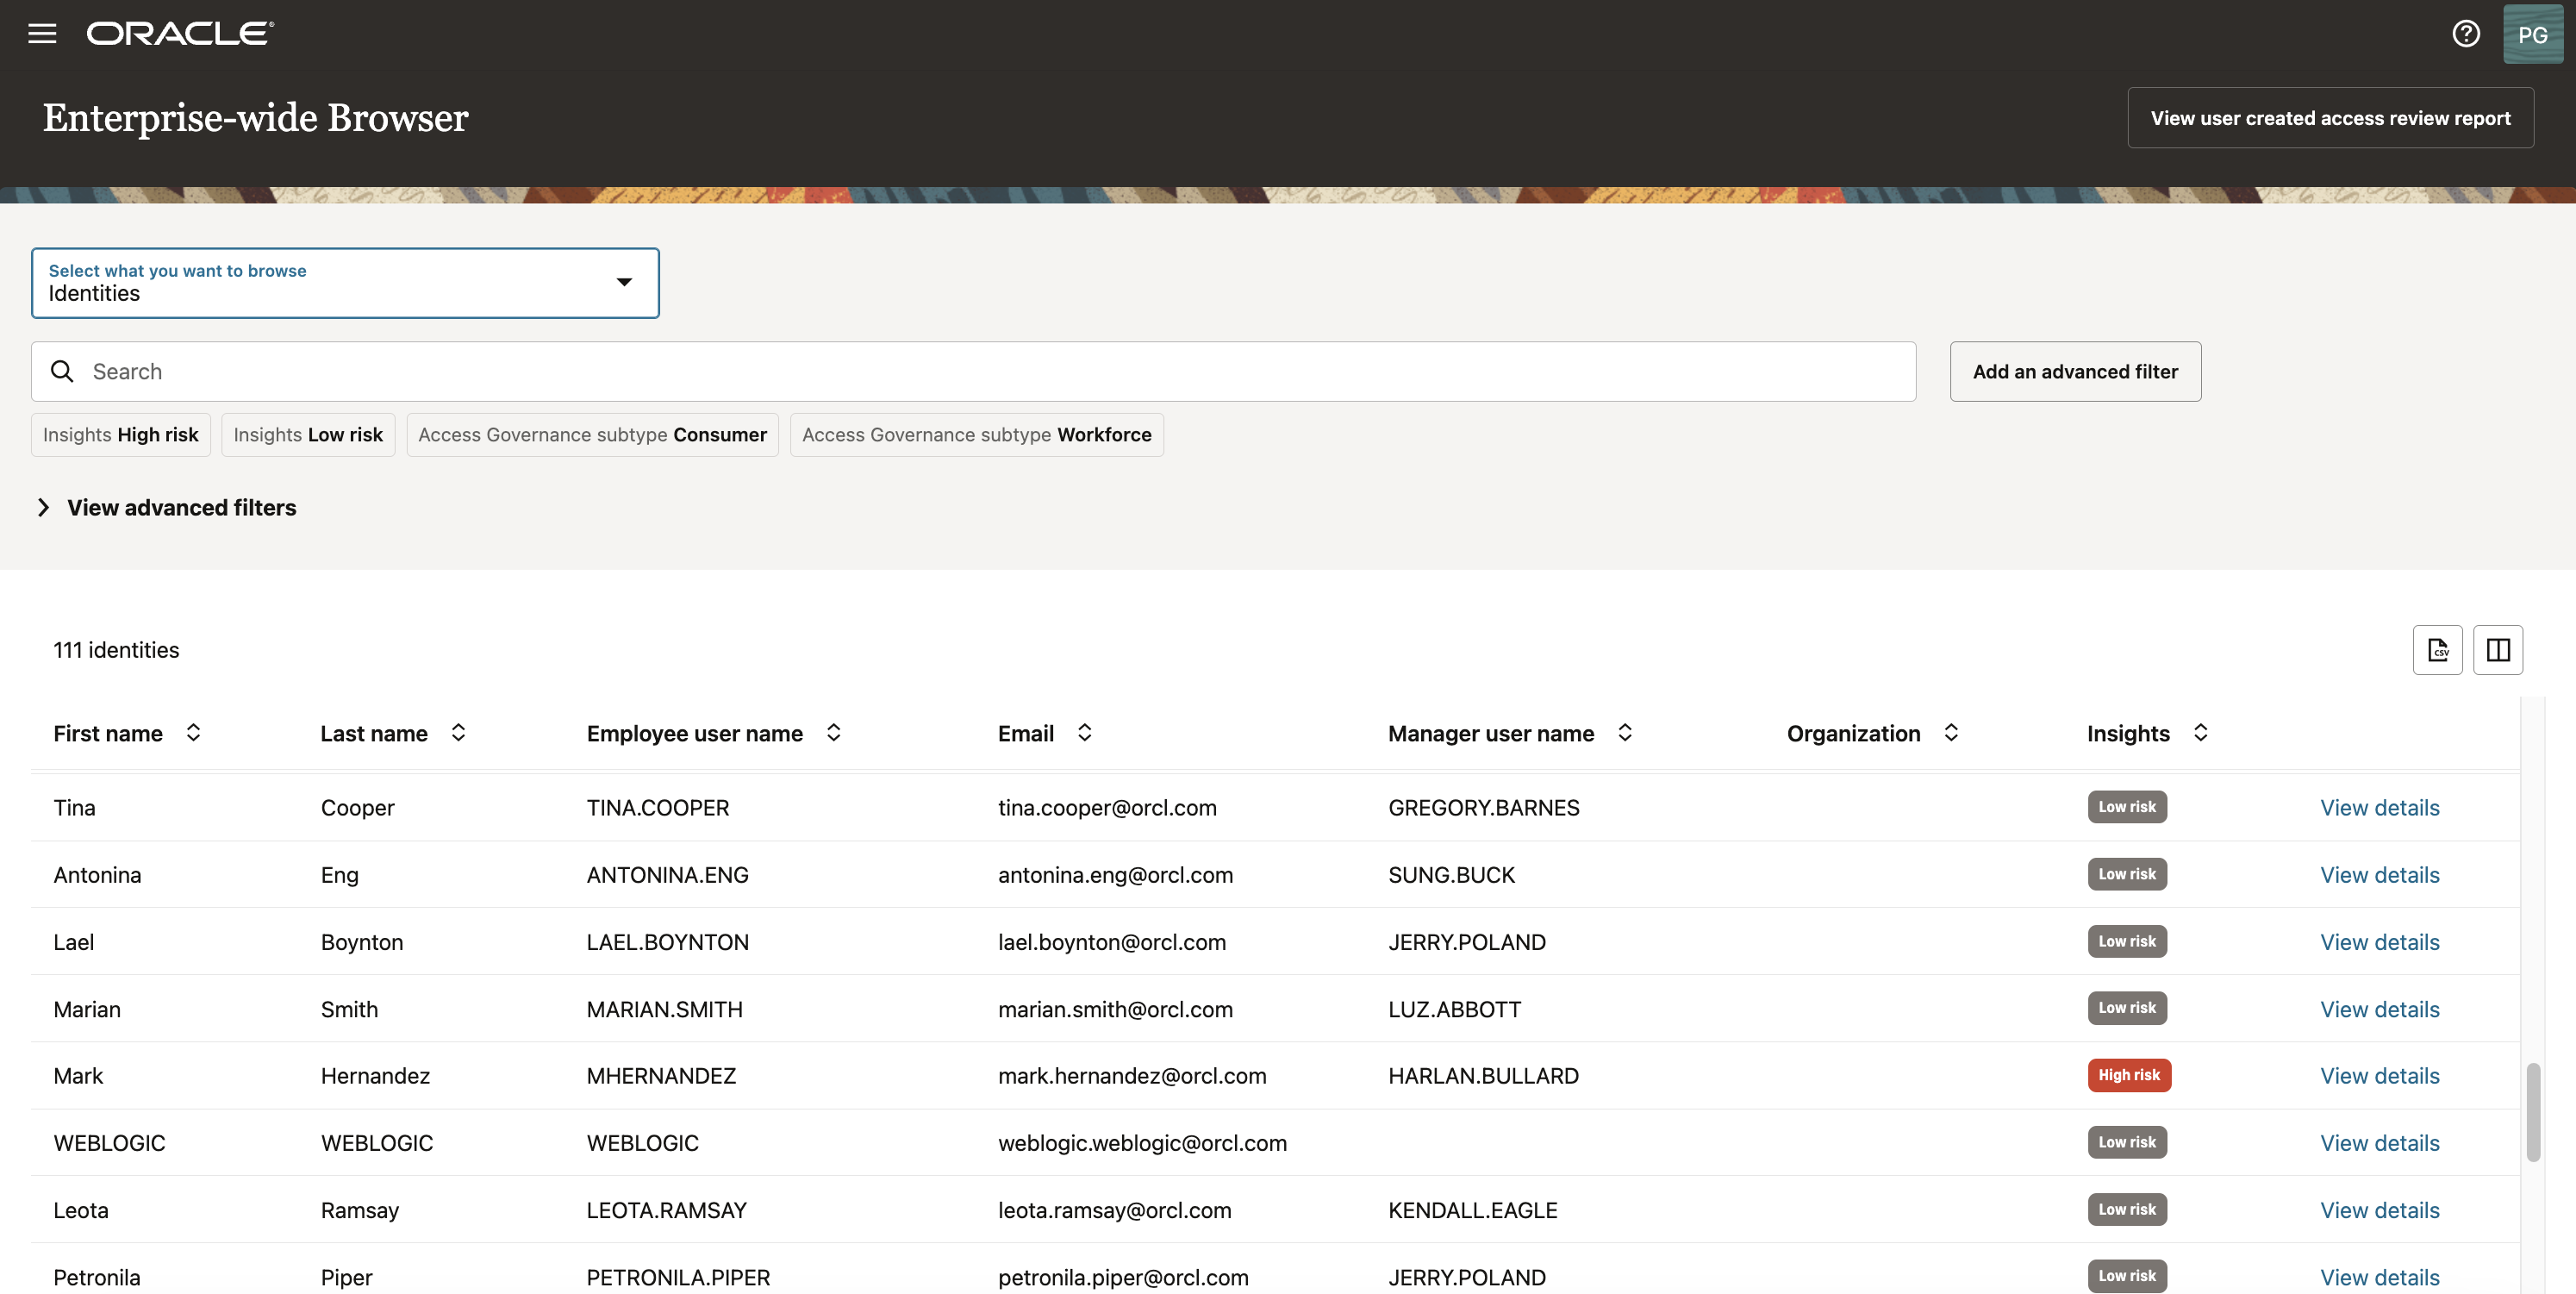 ORACLE
PG
Enterprise-wide Browser
View user created access review report
Select what you want to browse
Identities
Search
Add an advanced filter
Insights High risk
Insights Low risk
Access Governance subtype Consumer
Access Governance subtype Workforce
View advanced filters
111 identities
CSV
First name Last name Employee user name Email Manager user name Organization Insights
Tina Cooper TINA.COOPER tina.cooper@orcl.com GREGORY.BARNES Low risk View details
Antonina Eng ANTONINA.ENG antonina.eng@orcl.com SUNG.BUCK Low risk View details
Lael Boynton LAEL.BOYNTON lael.boynton@orcl.com JERRY.POLAND Low risk View details
Marian Smith MARIAN.SMITH marian.smith@orcl.com LUZ.ABBOTT Low risk View details
Mark Hernandez MHERNANDEZ mark.hernandez@orcl.com HARLAN.BULLARD High risk View details
WEBLOGIC WEBLOGIC WEBLOGIC weblogic.weblogic@orcl.com Low risk View details
Leota Ramsay LEOTA.RAMSAY leota.ramsay@orcl.com KENDALL.EAGLE Low risk View details
Petronila Piper PETRONILA.PIPER petronila.piper@orcl.com JERRY.POLAND Low risk View details